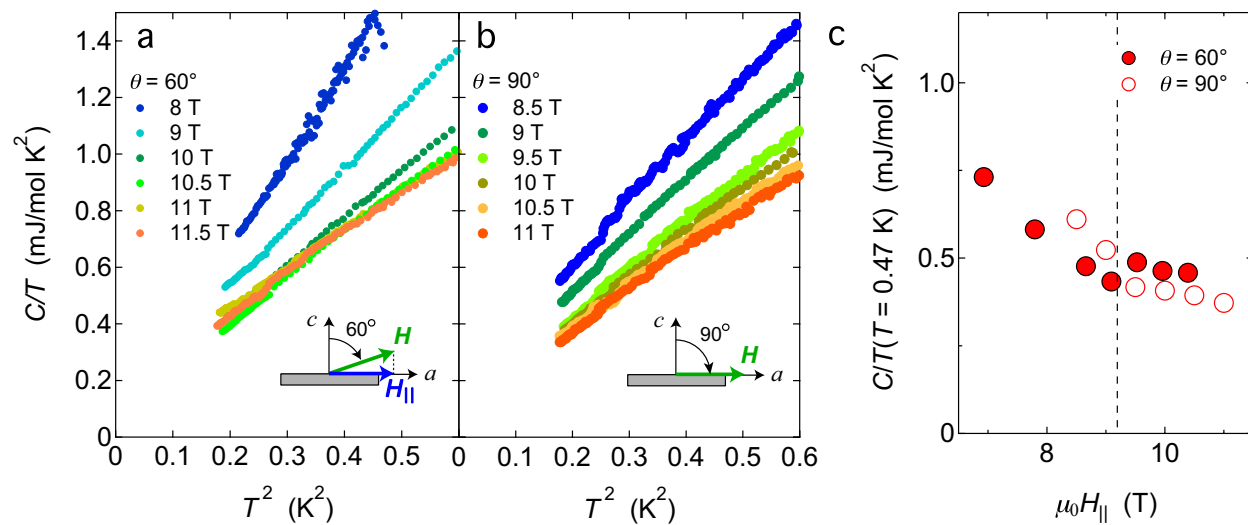 a
b
c
C/T (mJ/mol K²)
1.4
1.2
1.0
0.8
0.6
0.4
0.2
0
θ = 60°
8 T
9 T
10 T
10.5 T
11 T
11.5 T
c
60°
H
H||
a
0
0.1
0.2
0.3
0.4
0.5
T² (K²)
θ = 90°
8.5 T
9 T
9.5 T
10 T
10.5 T
11 T
c
90°
H
a
0
0.1
0.2
0.3
0.4
0.5
0.6
T² (K²)
C/T(T = 0.47 K) (mJ/mol K²)
1.0
0.5
0
θ = 60°
θ = 90°
8
10
μ₀H|| (T)